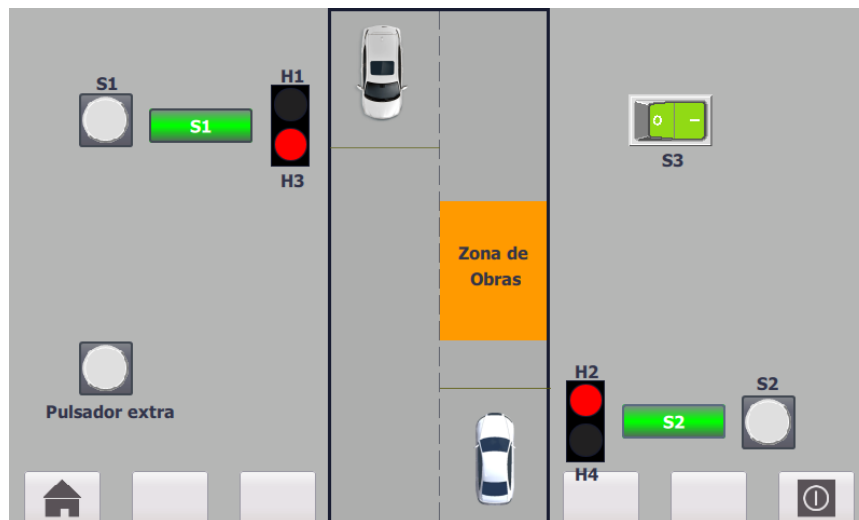 S1
S1
H1
H3
S3
Zona de
Obras
Pulsador extra
H2
H4
S2
S2